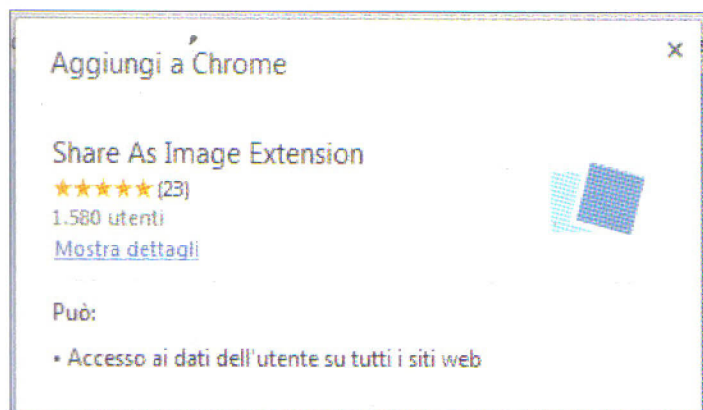 Aggiungi a Chrome
×
Share As Image Extension
★★★★★ (23)
1.580 utenti
Mostra dettagli
Può:
• Accesso ai dati dell'utente su tutti i siti web